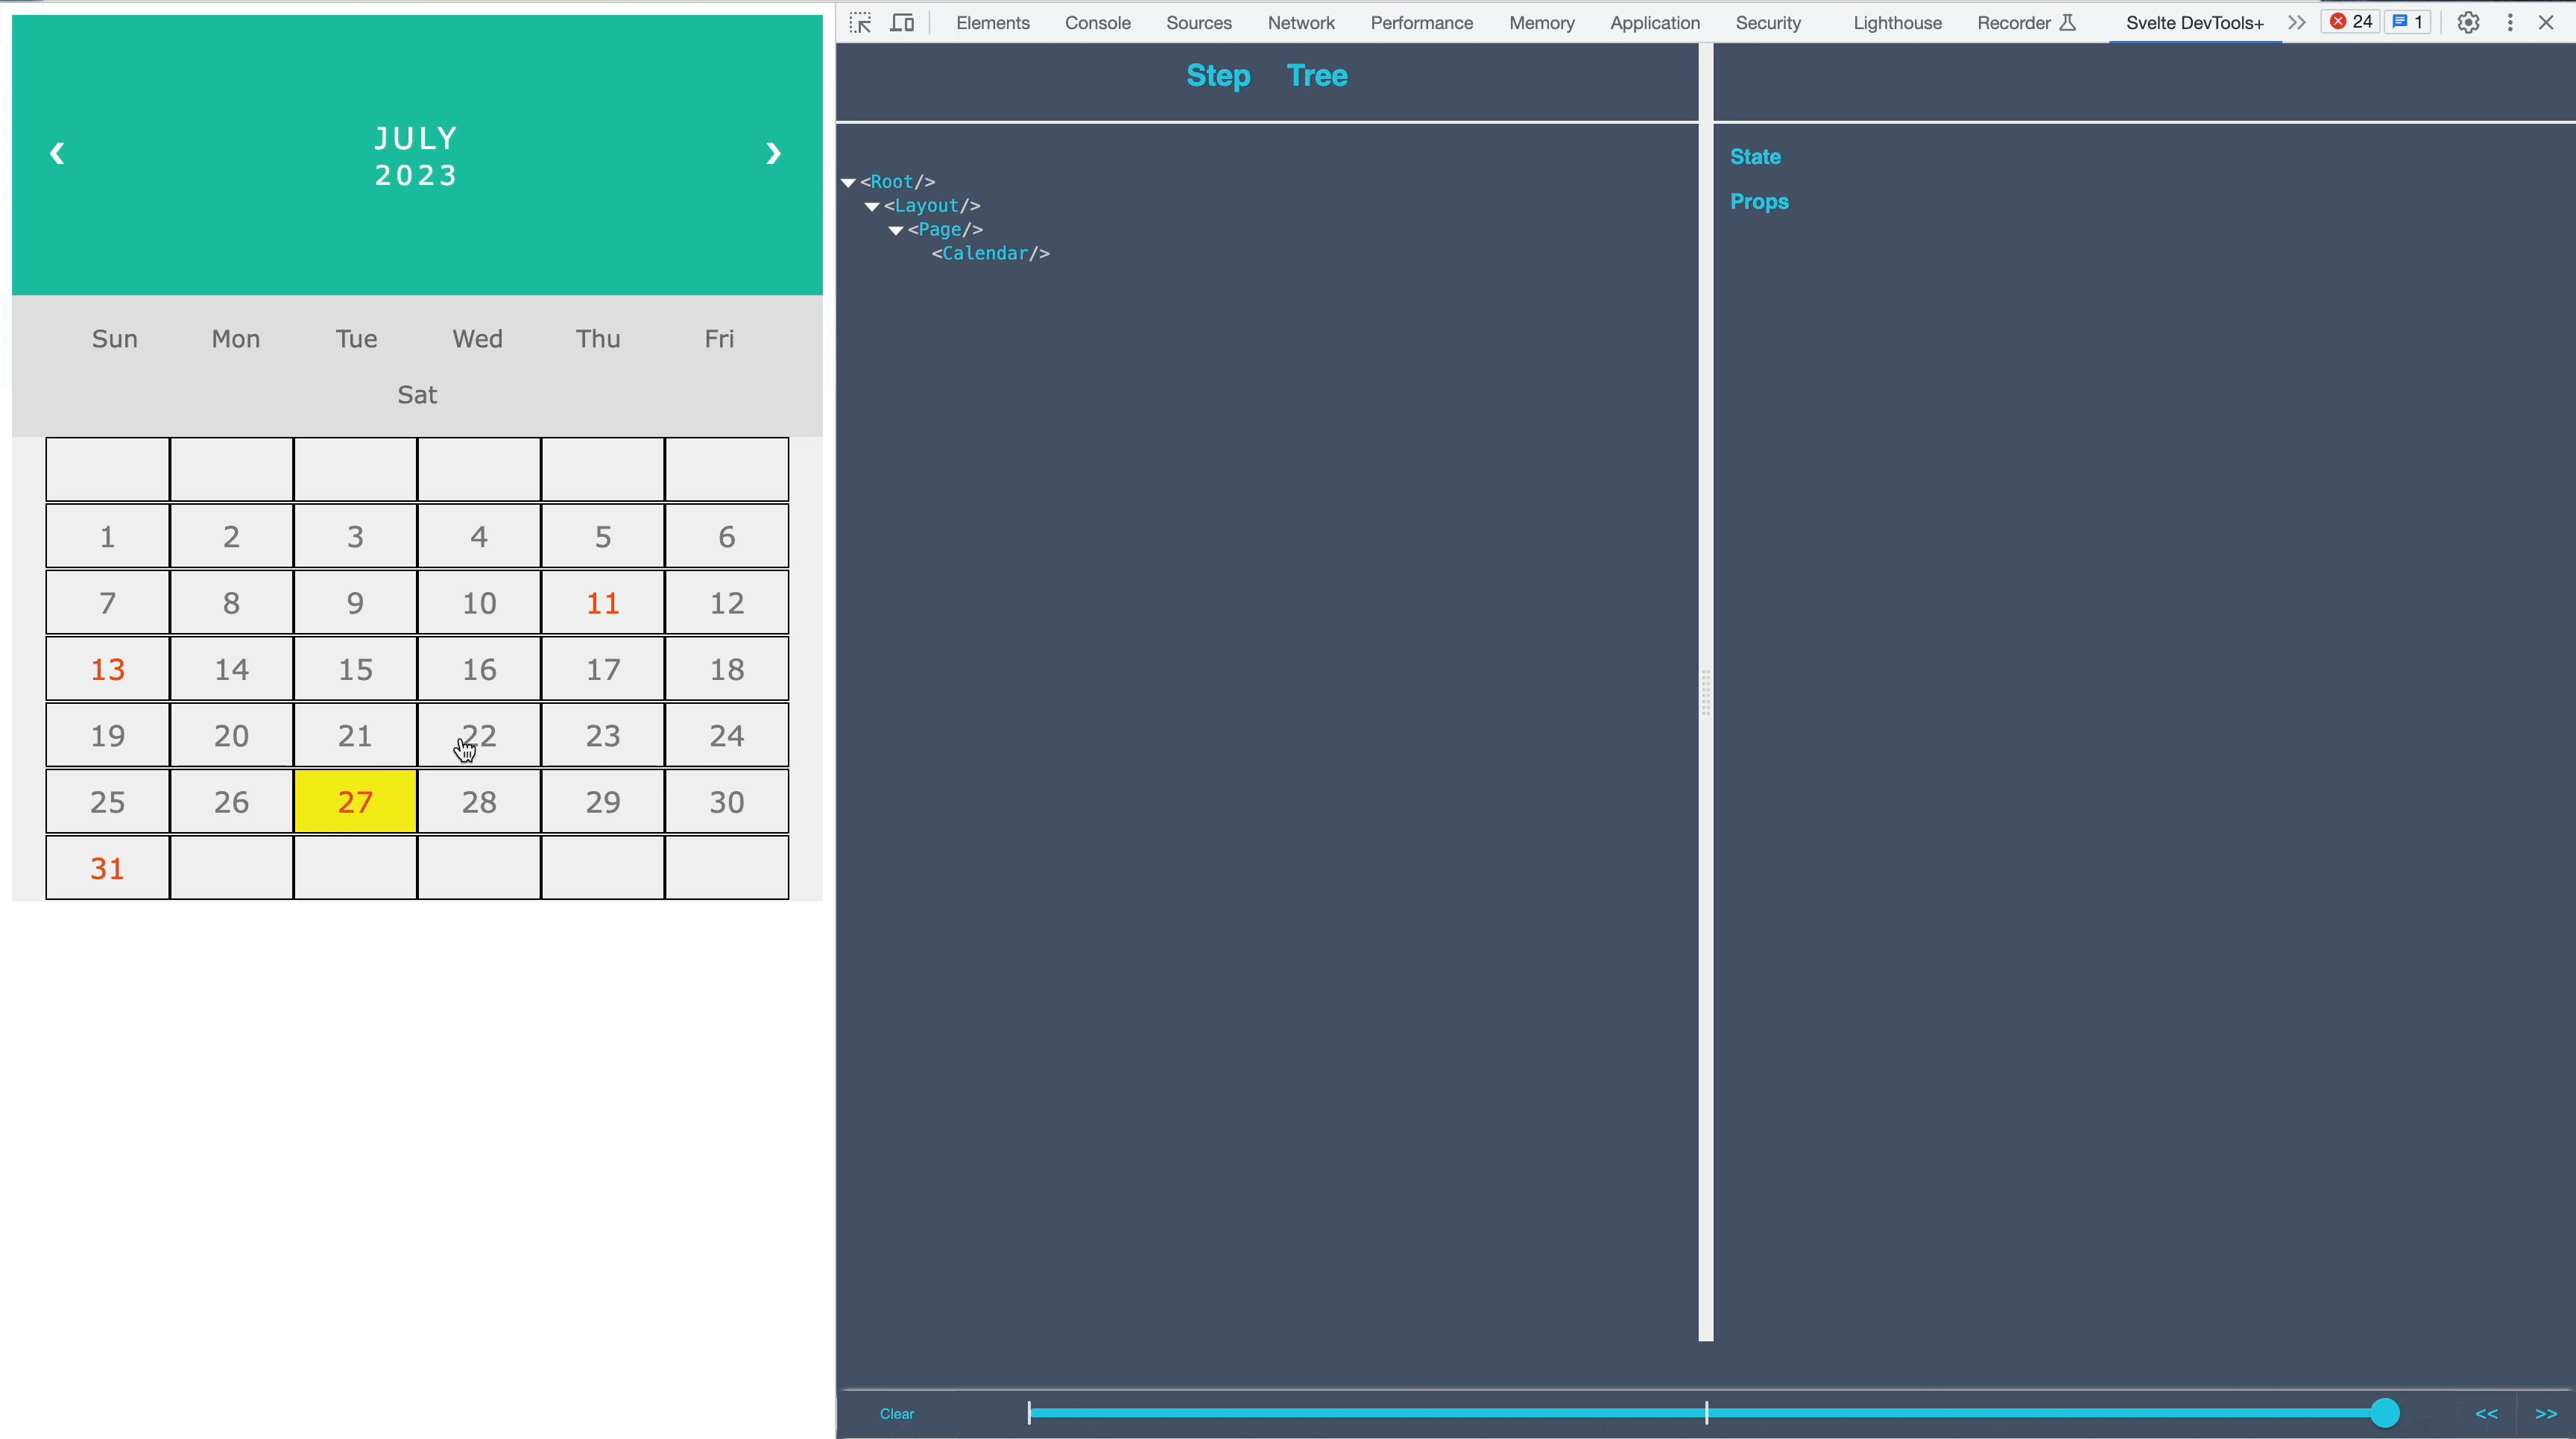 Elements Console Sources Network Performance Memory Application Security Lighthouse Recorder Svelte DevTools+ 24 1
❮ JULY ❯
2023
Sun Mon Tue Wed Thu Fri
Sat
1 2 3 4 5 6
7 8 9 10 11 12
13 14 15 16 17 18
19 20 21 22 23 24
25 26 27 28 29 30
31
Step Tree
<Root/>
<Layout/>
<Page/>
<Calendar/>
State
Props
Clear << >>